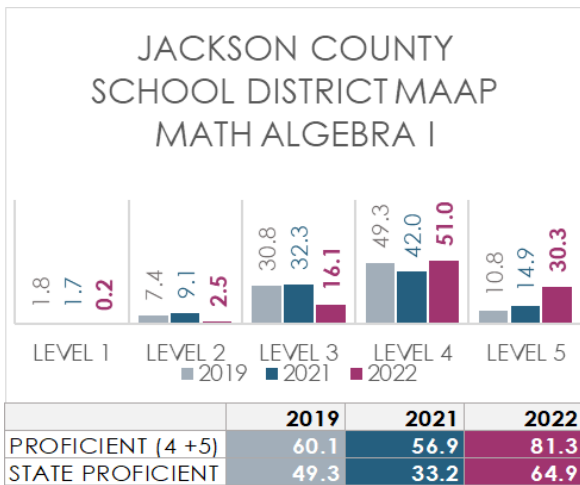 JACKSON COUNTY
SCHOOL DISTRICT MAAP
MATH ALGEBRA I
1.8 1.7 0.2 7.4 9.1 2.5 30.8 32.3 16.1 49.3 42.0 51.0 10.8 14.9 30.3
LEVEL 1 LEVEL 2 LEVEL 3 LEVEL 4 LEVEL 5
2019 2021 2022
2019 2021 2022
PROFICIENT (4 +5) 60.1 56.9 81.3
STATE PROFICIENT 49.3 33.2 64.9